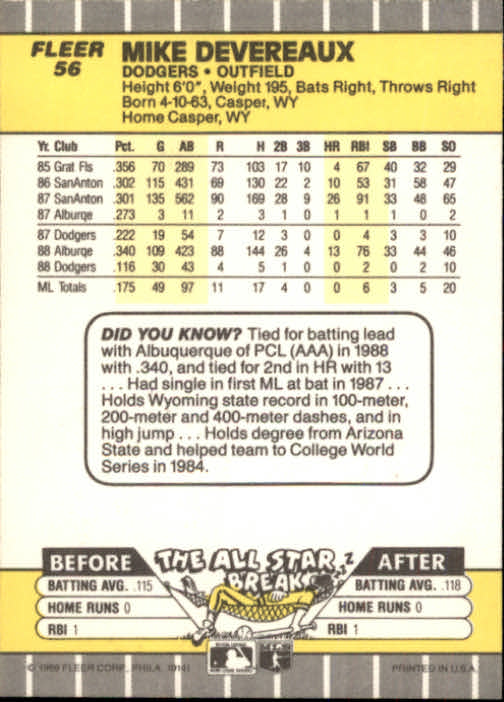 FLEER
56
MIKE DEVEREAUX
DODGERS • OUTFIELD
Height 6'0", Weight 195, Bats Right, Throws Right
Born 4-10-63, Casper, WY
Home Casper, WY
Yr. Club Pct. G AB R H 2B 3B HR RBI SB BB SO
85 Grat Fls .356 70 289 73 103 17 10 4 67 40 32 29
86 SanAnton .302 115 431 69 130 22 2 10 53 31 58 47
87 SanAnton .301 135 562 90 169 28 9 26 91 33 48 65
87 Alburqe .273 3 11 2 3 1 0 1 1 1 0 2
87 Dodgers .222 19 54 7 12 3 0 0 4 3 3 10
88 Alburqe .340 109 423 88 144 26 4 13 76 33 44 46
88 Dodgers .116 30 43 4 5 1 0 0 2 0 2 10
ML Totals .175 49 97 11 17 4 0 0 6 3 5 20
DID YOU KNOW? Tied for batting lead
with Albuquerque of PCL (AAA) in 1988
with .340, and tied for 2nd in HR with 13
. . . Had single in first ML at bat in 1987 . . .
Holds Wyoming state record in 100-meter,
200-meter and 400-meter dashes, and in
high jump . . . Holds degree from Arizona
State and helped team to College World
Series in 1984.
BEFORE
THE ALL STAR
BREAK
ZZZ
AFTER
BATTING AVG. .115
HOME RUNS 0
RBI 1
BATTING AVG. .118
HOME RUNS 0
RBI 1
© 1989 FLEER CORP., PHILA. 19141
PRINTED IN U.S.A.